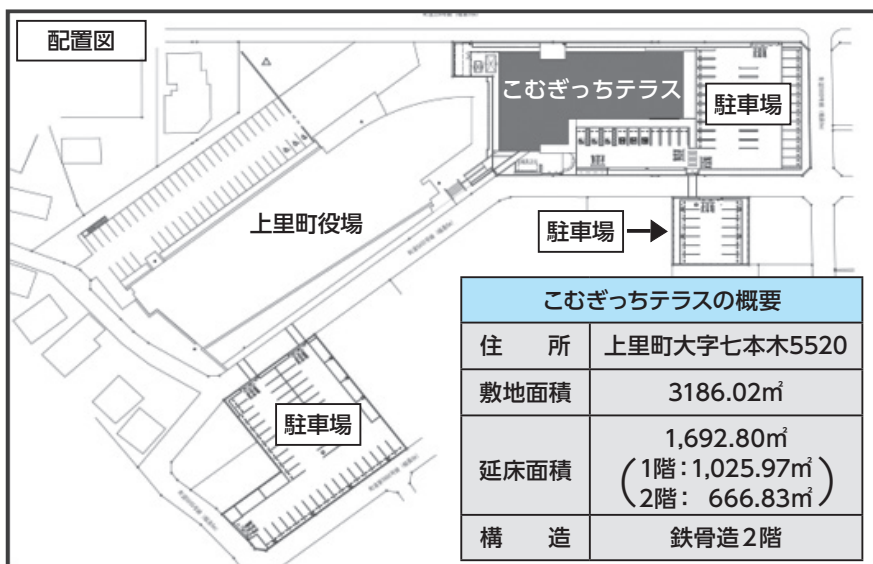 配置図
こむぎっちテラス
駐車場
上里町役場
駐車場
駐車場
こむぎっちテラスの概要
住 所 上里町大字七本木5520
敷地面積 3186.02㎡
延床面積 1,692.80㎡
(1階:1,025.97㎡
2階: 666.83㎡)
構 造 鉄骨造2階